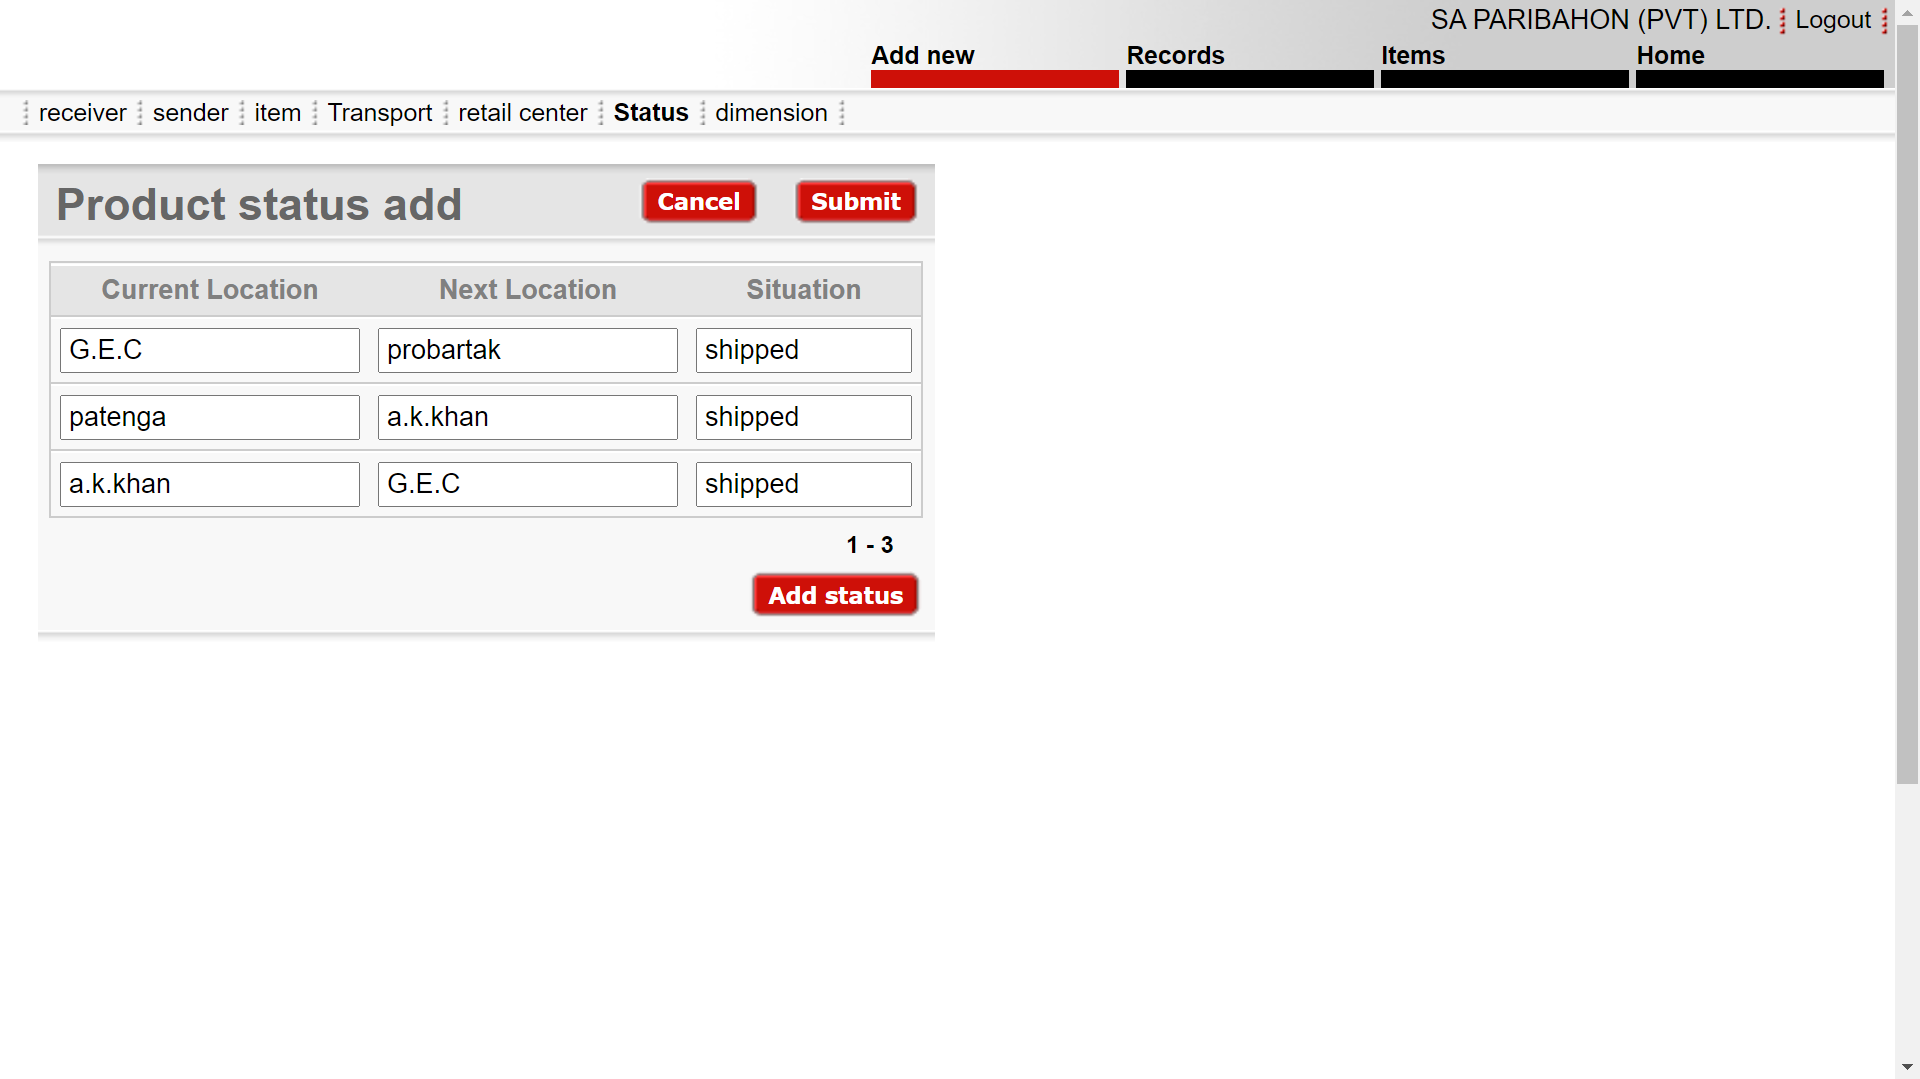 SA PARIBAHON (PVT) LTD. Logout
Add new Records Items Home
receiver sender item Transport retail center Status dimension
Product status add Cancel Submit
Current Location Next Location Situation
G.E.C probartak shipped
patenga a.k.khan shipped
a.k.khan G.E.C shipped
1 - 3
Add status